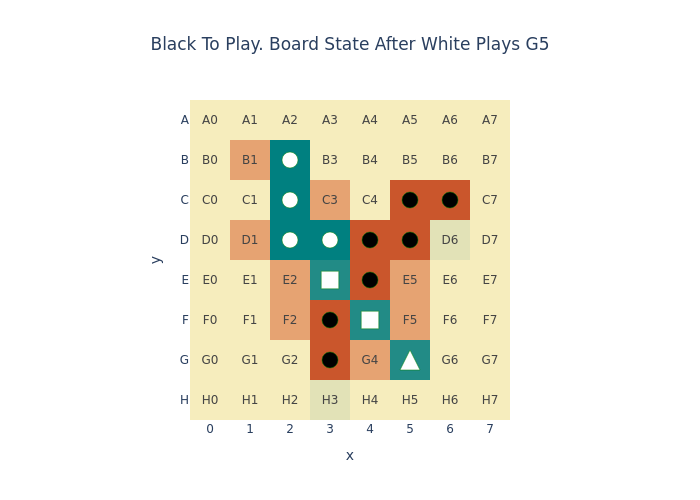 Black To Play. Board State After White Plays G5
A A0 A1 A2 A3 A4 A5 A6 A7
B B0 B1 B3 B4 B5 B6 B7
C C0 C1 C3 C4 C7
D D0 D1 D6 D7
E E0 E1 E2 E5 E6 E7
F F0 F1 F2 F5 F6 F7
G G0 G1 G2 G4 G6 G7
H H0 H1 H2 H3 H4 H5 H6 H7
0 1 2 3 4 5 6 7
x
y